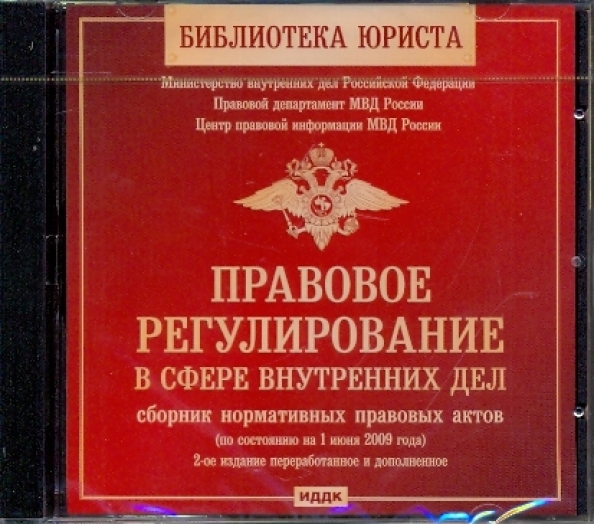 БИБЛИОТЕКА ЮРИСТА
Министерство внутренних дел Российской Федерации
Правовой департамент МВД России
Центр правовой информации МВД России
ПРАВОВОЕ
РЕГУЛИРОВАНИЕ
В СФЕРЕ ВНУТРЕННИХ ДЕЛ
сборник нормативных правовых актов
(по состоянию на 1 июня 2009 года)
2-ое издание переработанное и дополненное
ИДДК